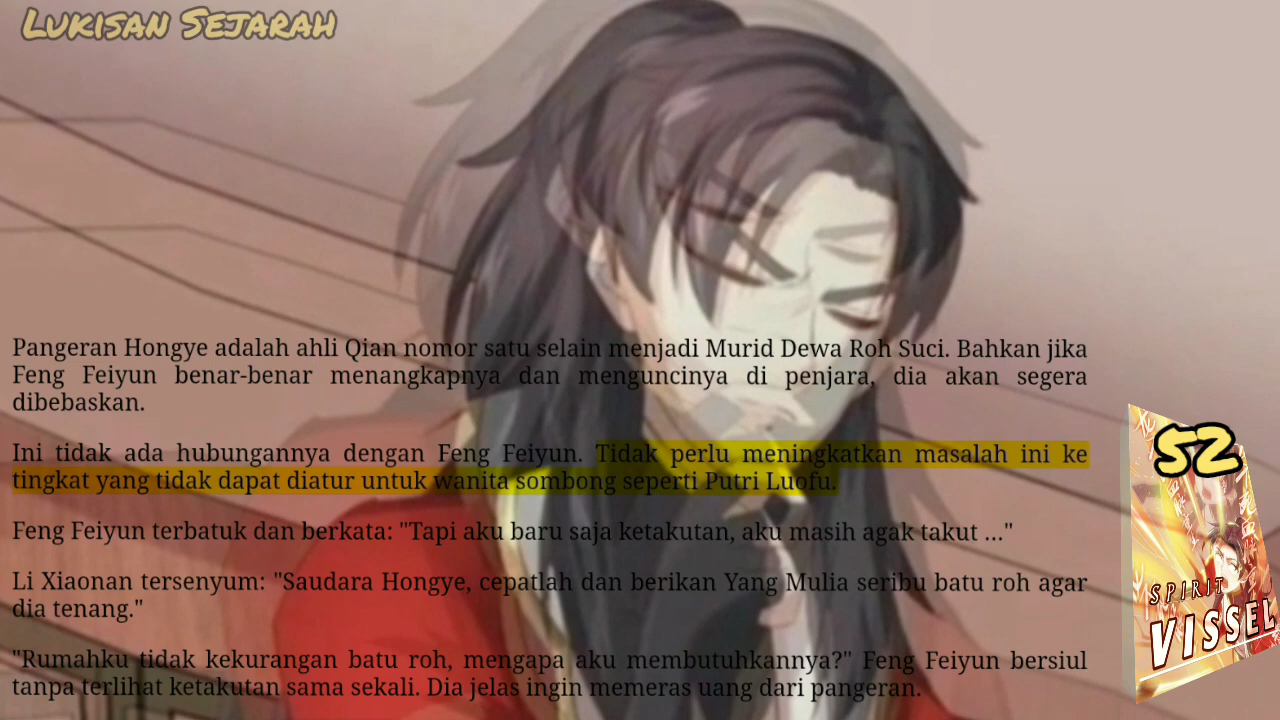 Lukisan Sejarah
Pangeran Hongye adalah ahli Qian nomor satu selain menjadi Murid Dewa Roh Suci. Bahkan jika
Feng Feiyun benar-benar menangkapnya dan menguncinya di penjara, dia akan segera
dibebaskan.
Ini tidak ada hubungannya dengan Feng Feiyun. Tidak perlu meningkatkan masalah ini ke
tingkat yang tidak dapat diatur untuk wanita sombong seperti Putri Luofu.
Feng Feiyun terbatuk dan berkata: "Tapi aku baru saja ketakutan, aku masih agak takut ..."
Li Xiaonan tersenyum: "Saudara Hongye, cepatlah dan berikan Yang Mulia seribu batu roh agar
dia tenang."
"Rumahku tidak kekurangan batu roh, mengapa aku membutuhkannya?" Feng Feiyun bersiul
tanpa terlihat ketakutan sama sekali. Dia jelas ingin memeras uang dari pangeran.
52
SPIRIT
VISSEL